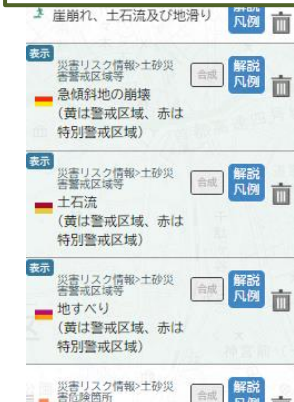 崖崩れ、土石流及び地滑り
解説
凡例
表示
災害リスク情報>土砂災
害警戒区域等
合成
解説
凡例
急傾斜地の崩壊
(黄は警戒区域、赤は
特別警戒区域)
表示
災害リスク情報>土砂災
害警戒区域等
合成
解説
凡例
土石流
(黄は警戒区域、赤は
特別警戒区域)
表示
災害リスク情報>土砂災
害警戒区域等
合成
解説
凡例
地すべり
(黄は警戒区域、赤は
特別警戒区域)
災害リスク情報>土砂災
害危険箇所
合成
解説
凡例